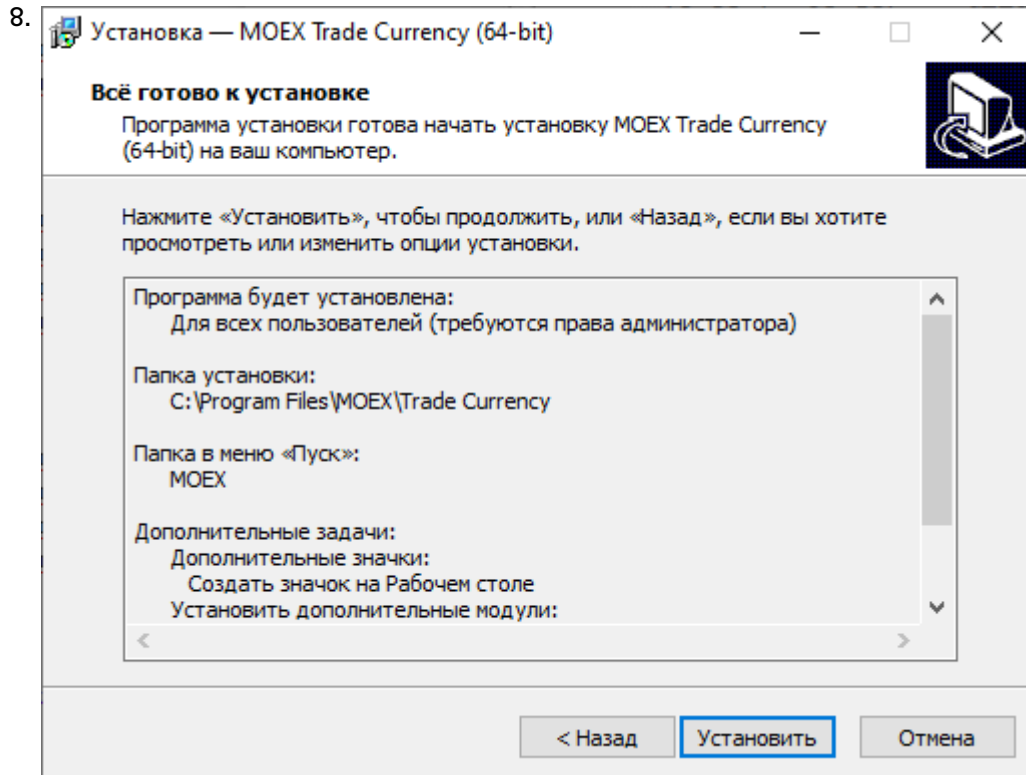 8.
Установка — MOEX Trade Currency (64-bit)
Всё готово к установке
Программа установки готова начать установку MOEX Trade Currency
(64-bit) на ваш компьютер.
Нажмите «Установить», чтобы продолжить, или «Назад», если вы хотите
просмотреть или изменить опции установки.
Программа будет установлена:
Для всех пользователей (требуются права администратора)
Папка установки:
C:\Program Files\MOEX\Trade Currency
Папка в меню «Пуск»:
MOEX
Дополнительные задачи:
Дополнительные значки:
Создать значок на Рабочем столе
Установить дополнительные модули:
< Назад
Установить
Отмена